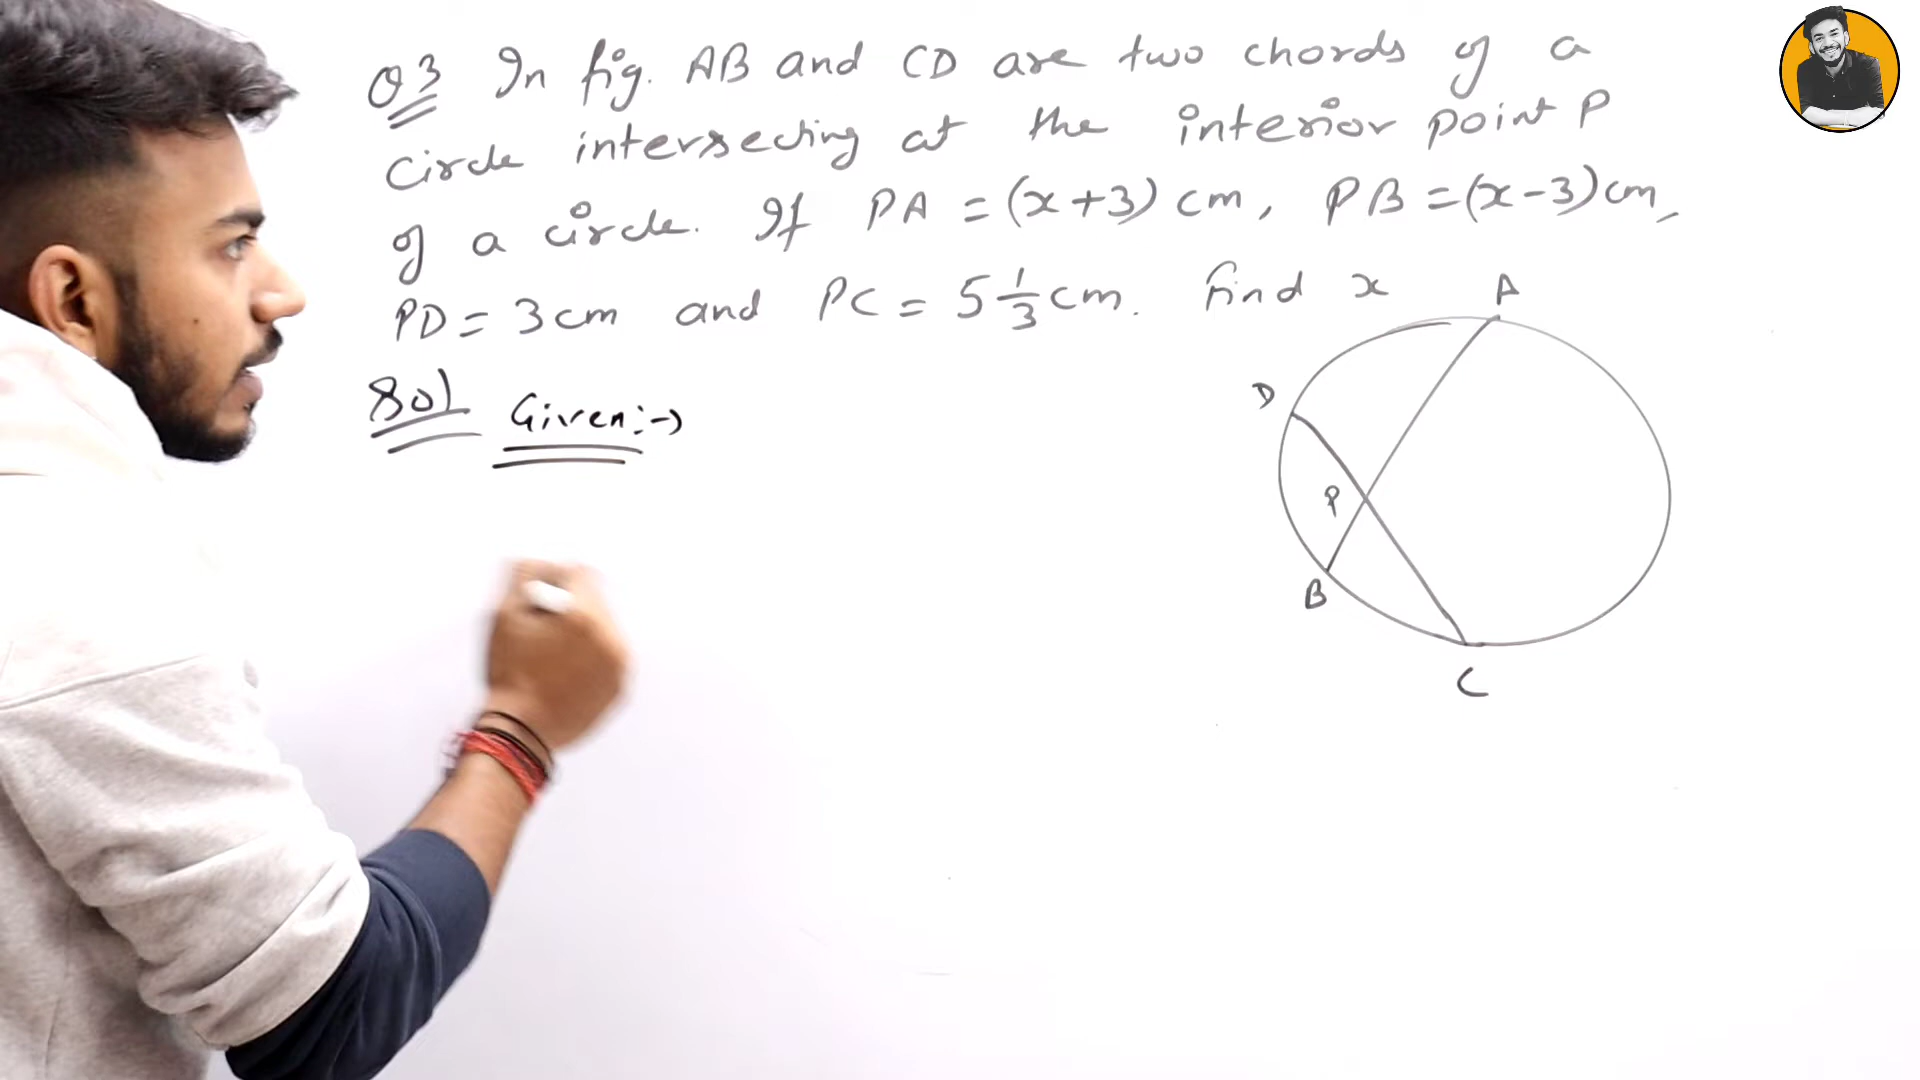 Q3 In fig. AB and CD are two chords of a
circle intersecting at the interior point P
of a circle. If PA = (x+3) cm, PB = (x-3) cm,
PD = 3 cm and PC = 5 1/3 cm. Find x
Sol Given:→
A
D
P
B
C